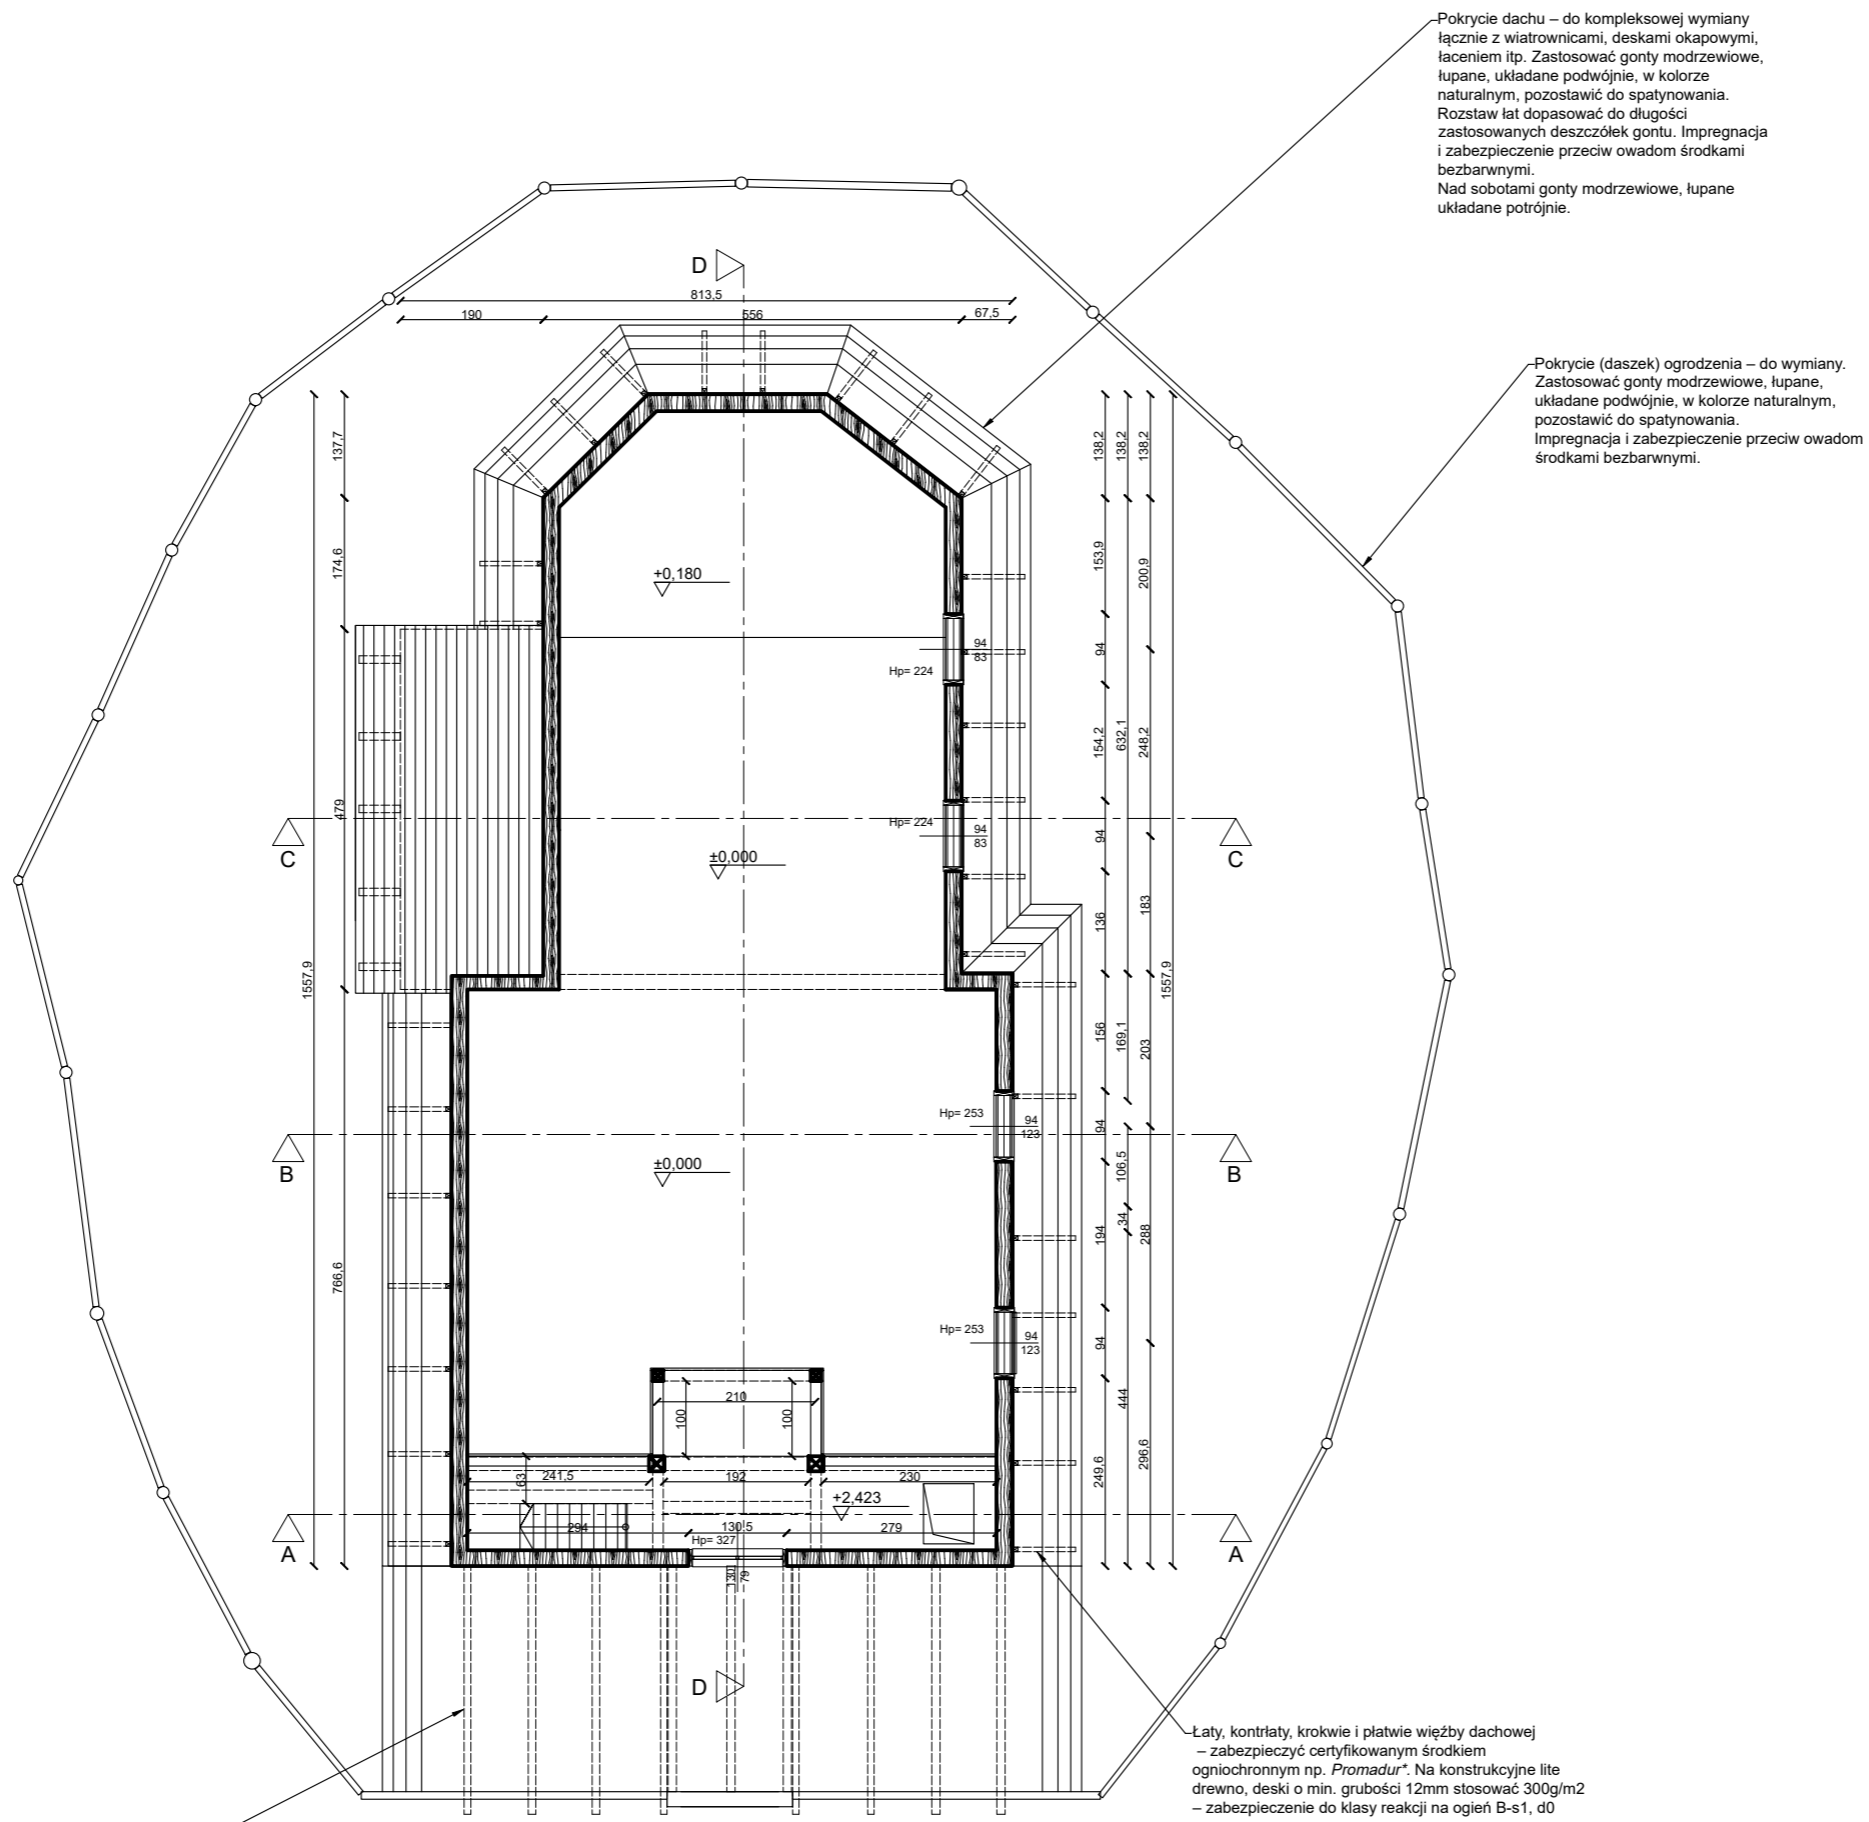 Pokrycie dachu – do kompleksowej wymiany
łącznie z wiatrownicami, deskami okapowymi,
łaceniem itp. Zastosować gonty modrzewiowe,
łupane, układane podwójnie, w kolorze
naturalnym, pozostawić do spatynowania.
Rozstaw łat dopasować do długości
zastosowanych deszczółek gontu. Impregnacja
i zabezpieczenie przeciw owadom środkami
bezbarwnymi.
Nad sobotami gonty modrzewiowe, łupane
układane potrójnie.
D
813,5
190
556
67,5
Pokrycie (daszek) ogrodzenia – do wymiany.
Zastosować gonty modrzewiowe, łupane,
układane podwójnie, w kolorze naturalnym,
pozostawić do spatynowania.
Impregnacja i zabezpieczenie przeciw owadom
środkami bezbarwnymi.
1557,9
137,7
174,6
479
766,6
138,2
153,9
94
154,2
94
136
156
94
194
94
249,6
138,2
632,1
169,1
106,5
34
444
138,2
200,9
248,2
183
203
288
296,6
1557,9
+0,180
94
83
Hp= 224
C
C
Hp= 224
94
83
±0,000
Hp= 253
94
123
B
B
±0,000
Hp= 253
94
123
210
100
100
63
241,5
192
230
+2,423
A
A
294
130,5
279
Hp= 327
130
79
D
Łaty, kontrłaty, krokwie i płatwie więźby dachowej
– zabezpieczyć certyfikowanym środkiem
ogniochronnym np. Promadur*. Na konstrukcyjne lite
drewno, deski o min. grubości 12mm stosować 300g/m2
– zabezpieczenie do klasy reakcji na ogień B-s1, d0